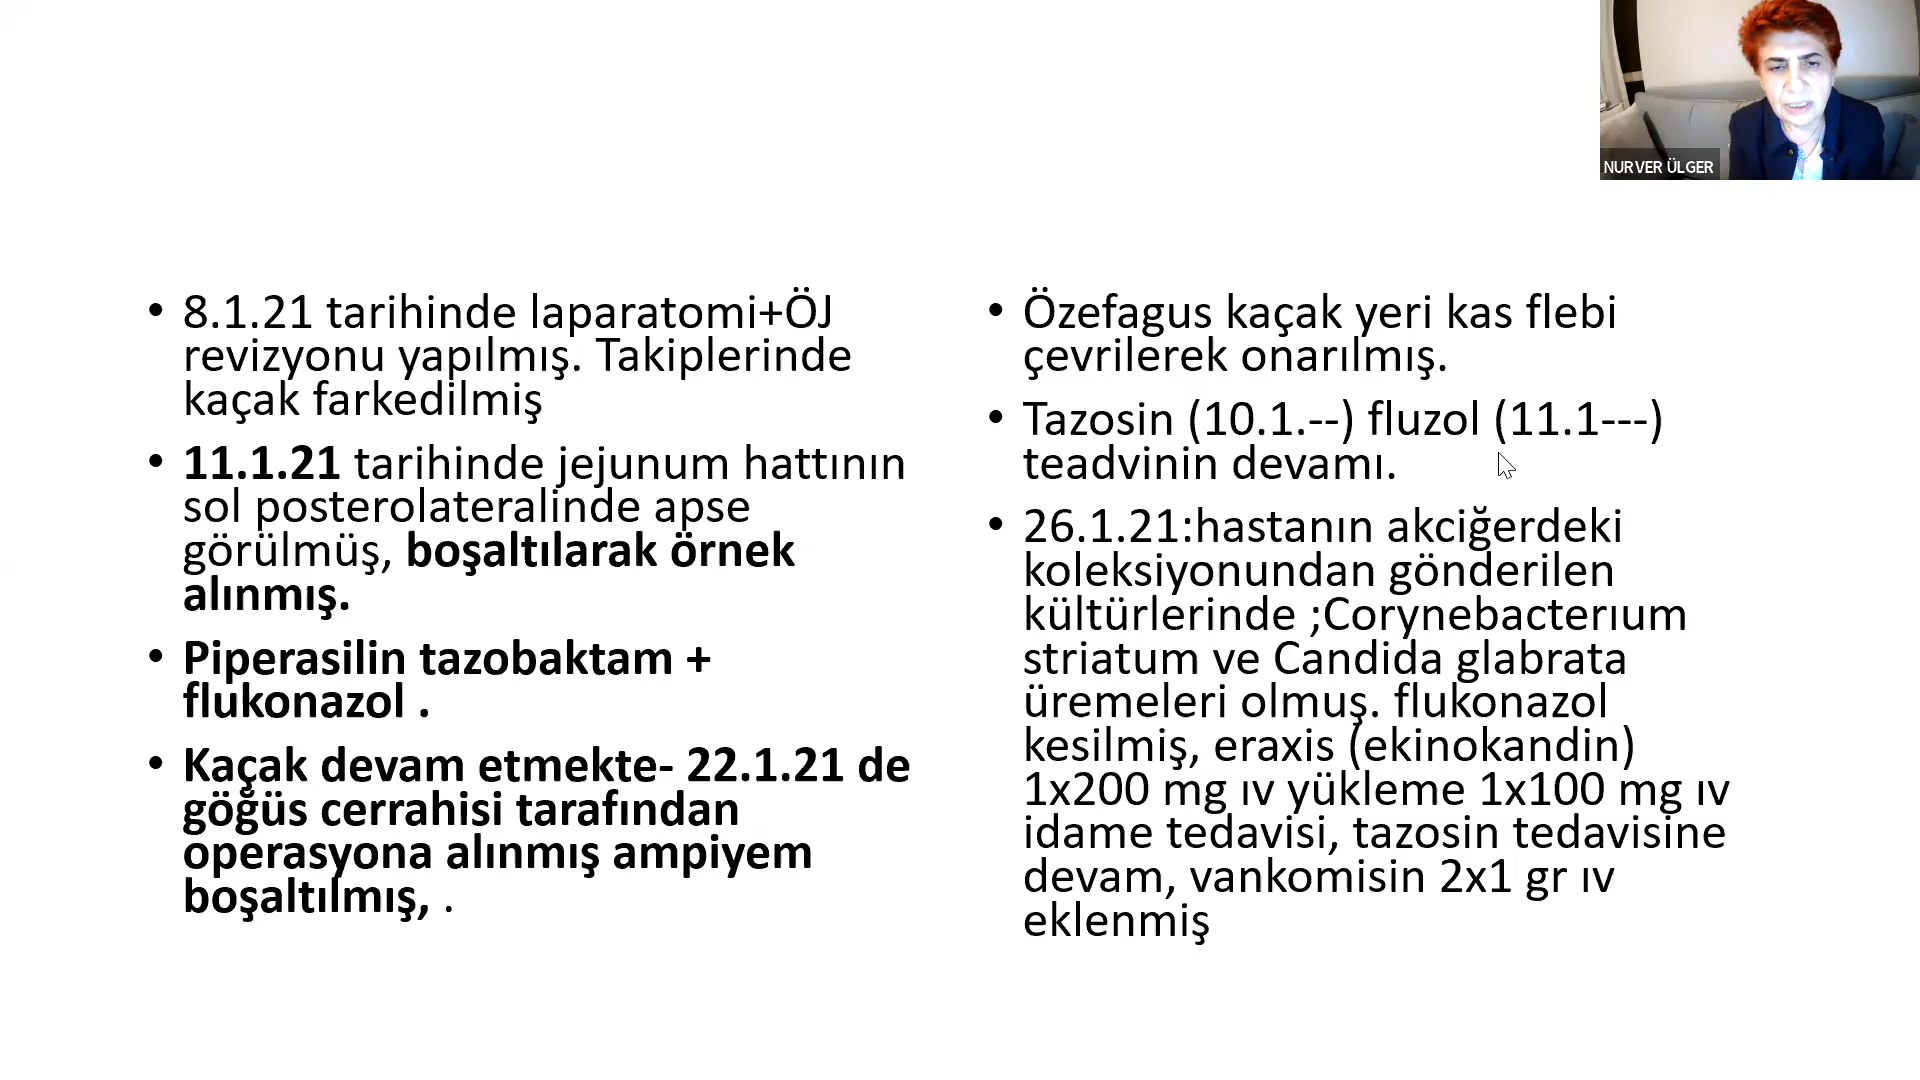 NURVER ÜLGER
• 8.1.21 tarihinde laparatomi+ÖJ
revizyonu yapılmış. Takiplerinde
kaçak farkedilmiş
• 11.1.21 tarihinde jejunum hattının
sol posterolateralinde apse
görülmüş, boşaltılarak örnek
alınmış.
• Piperasilin tazobaktam +
flukonazol .
• Kaçak devam etmekte- 22.1.21 de
göğüs cerrahisi tarafından
operasyona alınmış ampiyem
boşaltılmış, .
• Özefagus kaçak yeri kas flebi
çevrilerek onarılmış.
• Tazosin (10.1.--) fluzol (11.1---)
teadvinin devamı.
• 26.1.21:hastanın akciğerdeki
koleksiyonundan gönderilen
kültürlerinde ;Corynebacterıum
striatum ve Candida glabrata
üremeleri olmuş. flukonazol
kesilmiş, eraxis (ekinokandin)
1x200 mg ıv yükleme 1x100 mg ıv
idame tedavisi, tazosin tedavisine
devam, vankomisin 2x1 gr ıv
eklenmiş